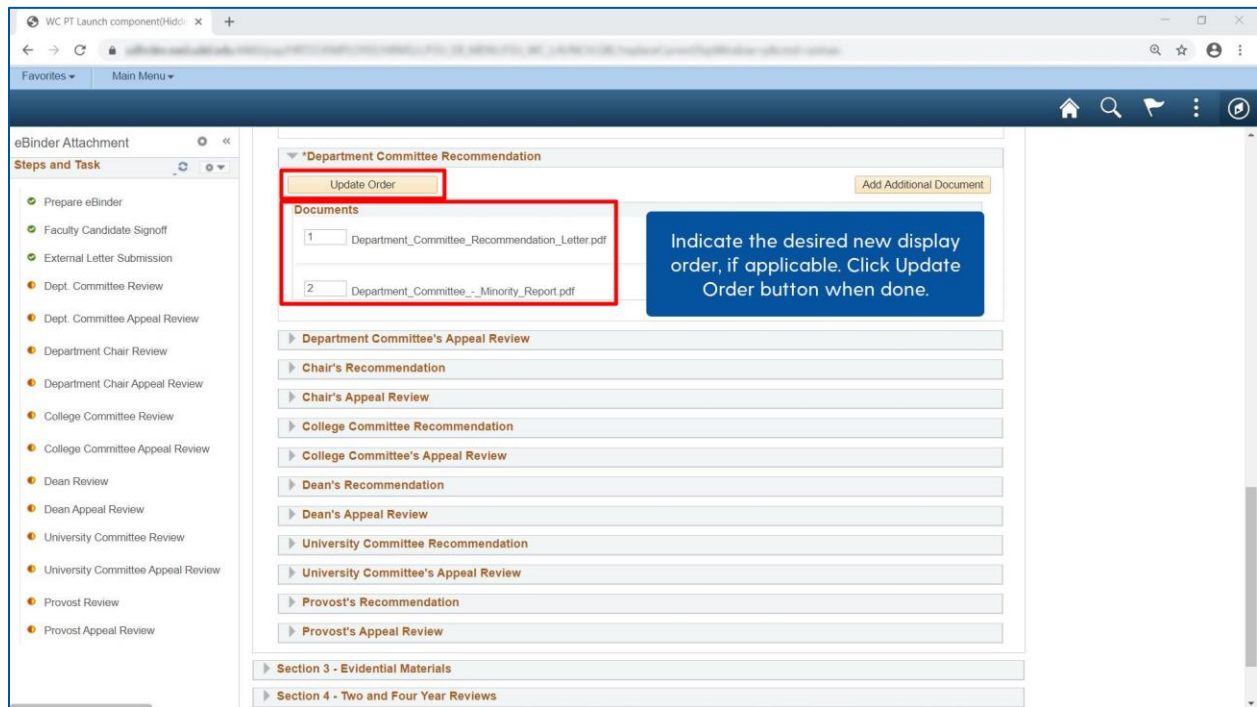 WC PT Launch component(Hidde
Favorites
Main Menu
eBinder Attachment
«
Steps and Task
Prepare eBinder
Faculty Candidate Signoff
External Letter Submission
Dept. Committee Review
Dept. Committee Appeal Review
Department Chair Review
Department Chair Appeal Review
College Committee Review
College Committee Appeal Review
Dean Review
Dean Appeal Review
University Committee Review
University Committee Appeal Review
Provost Review
Provost Appeal Review
*Department Committee Recommendation
Update Order
Add Additional Document
Documents
1 Department_Committee_Recommendation_Letter.pdf
2 Department_Committee_-_Minority_Report.pdf
Indicate the desired new display
order, if applicable. Click Update
Order button when done.
Department Committee's Appeal Review
Chair's Recommendation
Chair's Appeal Review
College Committee Recommendation
College Committee's Appeal Review
Dean's Recommendation
Dean's Appeal Review
University Committee Recommendation
University Committee's Appeal Review
Provost's Recommendation
Provost's Appeal Review
Section 3 - Evidential Materials
Section 4 - Two and Four Year Reviews